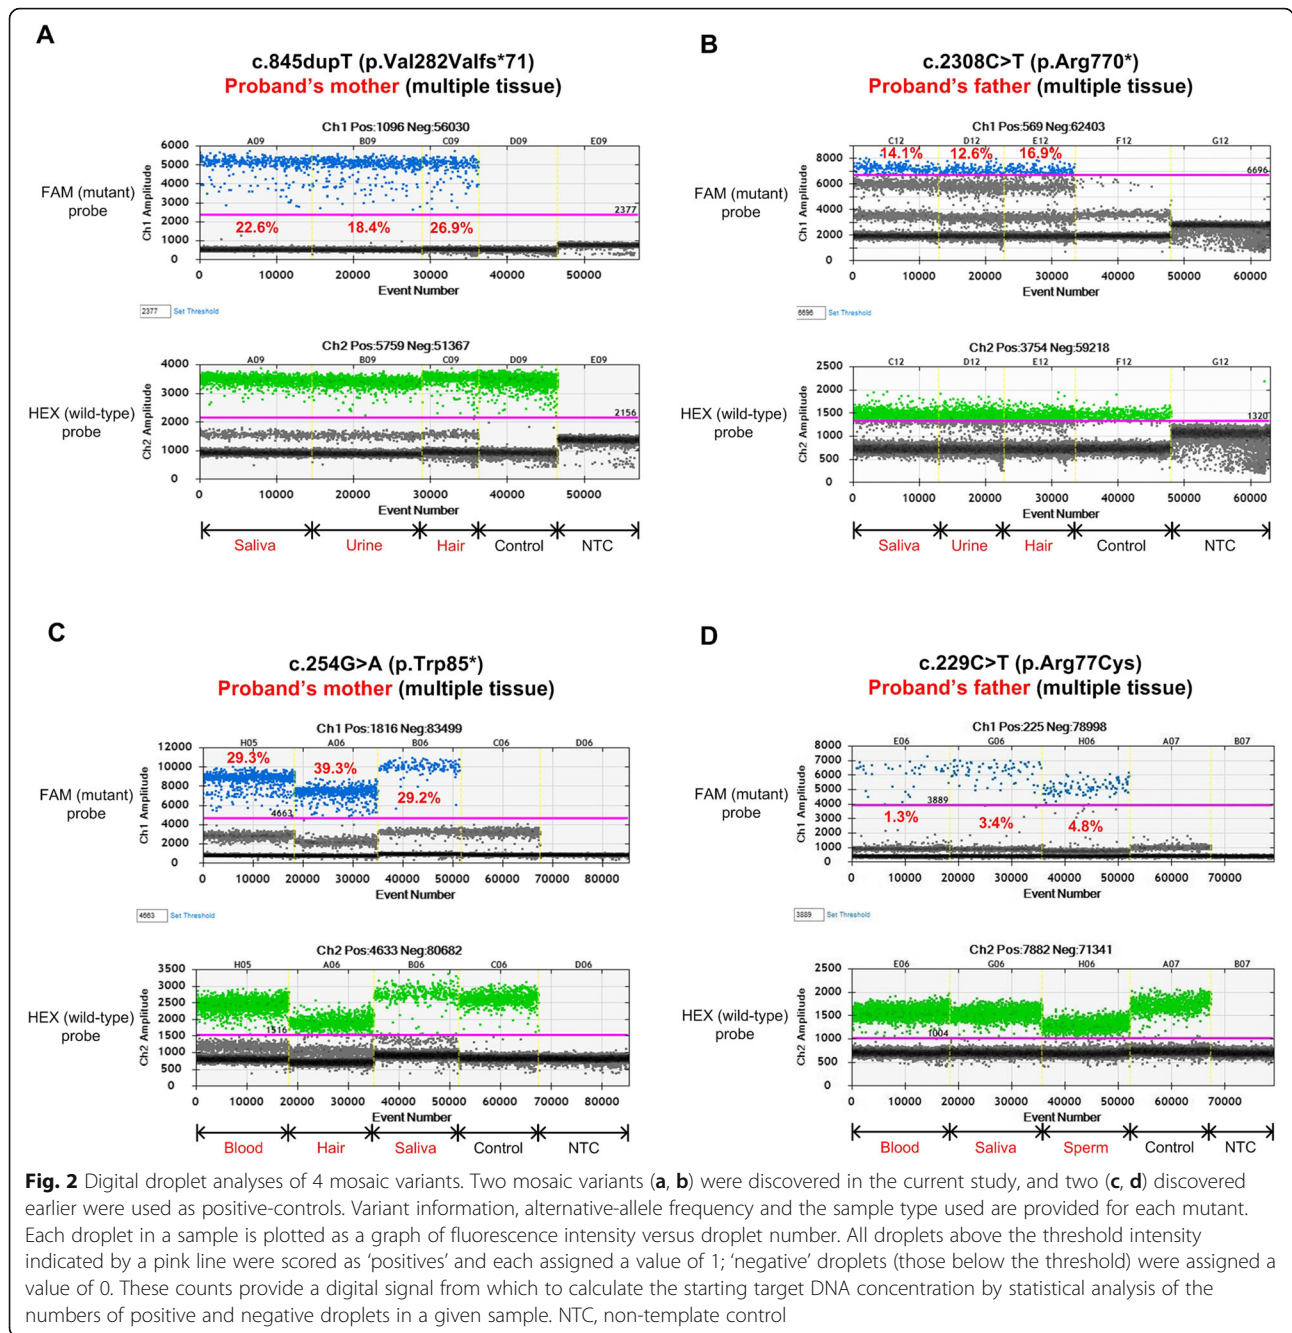 A
c.845dupT (p.Val282Valfs*71)
Proband's mother (multiple tissue)
Ch1 Pos:1096 Neg:56030
A09 B09 C09 D09 E09
FAM (mutant) probe
Ch1 Amplitude
6000
5000
4000
3000
2000
1000
0
2377
22.6% 18.4% 26.9%
0 10000 20000 30000 40000 50000
Event Number
2377 Set Threshold
Ch2 Pos:5759 Neg:51367
A09 B09 C09 D09 E09
HEX (wild-type) probe
Ch2 Amplitude
4000
3000
2000
1000
0
2156
0 10000 20000 30000 40000 50000
Event Number
Saliva Urine Hair Control NTC
B
c.2308C>T (p.Arg770*)
Proband's father (multiple tissue)
Ch1 Pos:569 Neg:62403
C12 D12 E12 F12 G12
14.1% 12.6% 16.9%
FAM (mutant) probe
Ch1 Amplitude
8000
6000
4000
2000
0
6696
0 10000 20000 30000 40000 50000 60000
Event Number
6696 Set Threshold
Ch2 Pos:3754 Neg:59218
C12 D12 E12 F12 G12
HEX (wild-type) probe
Ch2 Amplitude
2500
2000
1500
1000
500
0
1320
0 10000 20000 30000 40000 50000 60000
Event Number
Saliva Urine Hair Control NTC
C
c.254G>A (p.Trp85*)
Proband's mother (multiple tissue)
Ch1 Pos:1816 Neg:83499
H05 A06 B06 C06 D06
29.3% 39.3% 29.2%
FAM (mutant) probe
Ch1 Amplitude
12000
10000
8000
6000
4000
2000
0
4663
0 10000 20000 30000 40000 50000 60000 70000 80000
Event Number
4663 Set Threshold
Ch2 Pos:4633 Neg:80682
H05 A06 B06 C06 D06
HEX (wild-type) probe
Ch2 Amplitude
3500
3000
2500
2000
1500
1000
500
0
1516
0 10000 20000 30000 40000 50000 60000 70000 80000
Event Number
Blood Hair Saliva Control NTC
D
c.229C>T (p.Arg77Cys)
Proband's father (multiple tissue)
Ch1 Pos:225 Neg:78998
E06 G06 H06 A07 B07
FAM (mutant) probe
Ch1 Amplitude
8000
7000
6000
5000
4000
3000
2000
1000
0
3889
1.3% 3.4% 4.8%
0 10000 20000 30000 40000 50000 60000 70000
Event Number
3889 Set Threshold
Ch2 Pos:7882 Neg:71341
E06 G06 H06 A07 B07
HEX (wild-type) probe
Ch2 Amplitude
2500
2000
1500
1000
500
0
1004
0 10000 20000 30000 40000 50000 60000 70000
Event Number
Blood Saliva Sperm Control NTC
Fig. 2 Digital droplet analyses of 4 mosaic variants. Two mosaic variants (a, b) were discovered in the current study, and two (c, d) discovered
earlier were used as positive-controls. Variant information, alternative-allele frequency and the sample type used are provided for each mutant.
Each droplet in a sample is plotted as a graph of fluorescence intensity versus droplet number. All droplets above the threshold intensity
indicated by a pink line were scored as 'positives' and each assigned a value of 1; 'negative' droplets (those below the threshold) were assigned a
value of 0. These counts provide a digital signal from which to calculate the starting target DNA concentration by statistical analysis of the
numbers of positive and negative droplets in a given sample. NTC, non-template control